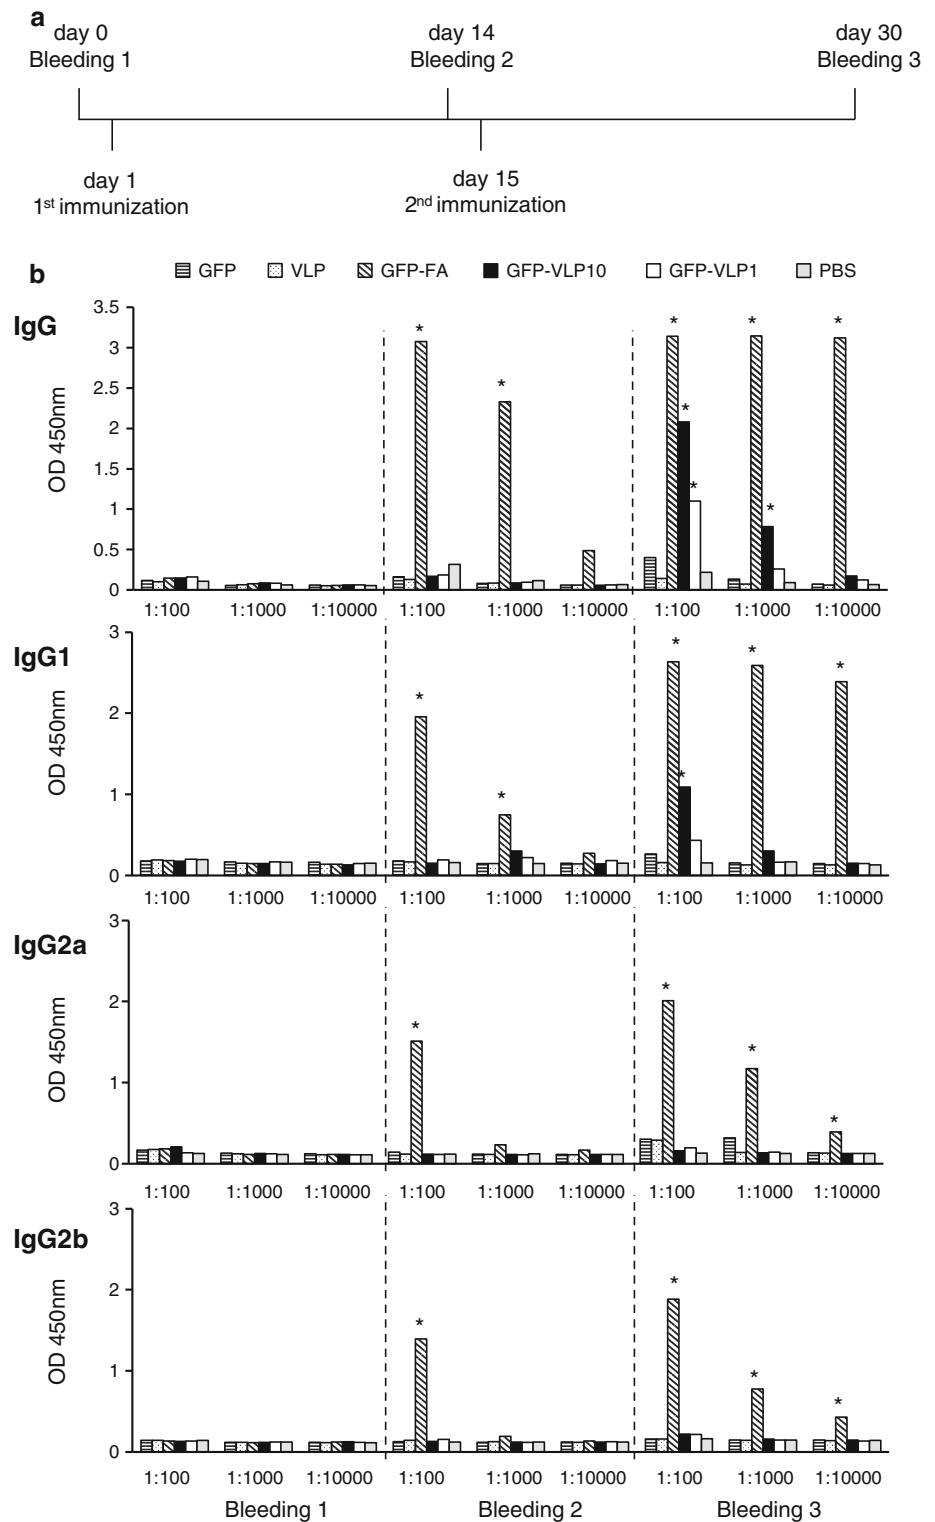 a
day 0 day 14 day 30
Bleeding 1 Bleeding 2 Bleeding 3
day 1 day 15
1st immunization 2nd immunization
b
GFP VLP GFP-FA GFP-VLP10 GFP-VLP1 PBS
IgG
OD 450nm
3.5
3
2.5
2
1.5
1
0.5
0
* * * * * * * * *
1:100 1:1000 1:10000 1:100 1:1000 1:10000 1:100 1:1000 1:10000
IgG1
OD 450nm
3
2
1
0
* * * * * *
1:100 1:1000 1:10000 1:100 1:1000 1:10000 1:100 1:1000 1:10000
IgG2a
OD 450nm
3
2
1
0
* * * *
1:100 1:1000 1:10000 1:100 1:1000 1:10000 1:100 1:1000 1:10000
IgG2b
OD 450nm
3
2
1
0
* * * *
1:100 1:1000 1:10000 1:100 1:1000 1:10000 1:100 1:1000 1:10000
Bleeding 1 Bleeding 2 Bleeding 3